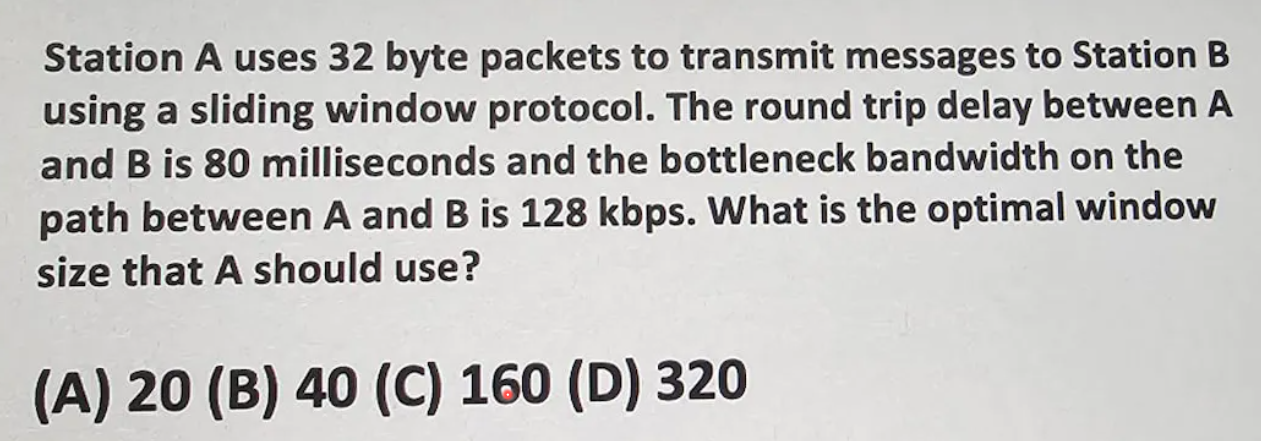 Station A uses 32 byte packets to transmit messages to Station B
using a sliding window protocol. The round trip delay between A
and B is 80 milliseconds and the bottleneck bandwidth on the
path between A and B is 128 kbps. What is the optimal window
size that A should use?
(A) 20 (B) 40 (C) 160 (D) 320